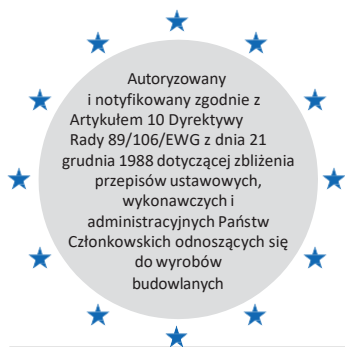 Autoryzowany
i notyfikowany zgodnie z
Artykułem 10 Dyrektywy
Rady 89/106/EWG z dnia 21
grudnia 1988 dotyczącej zbliżenia
przepisów ustawowych,
wykonawczych i
administracyjnych Państw
Członkowskich odnoszących się
do wyrobów
budowlanych